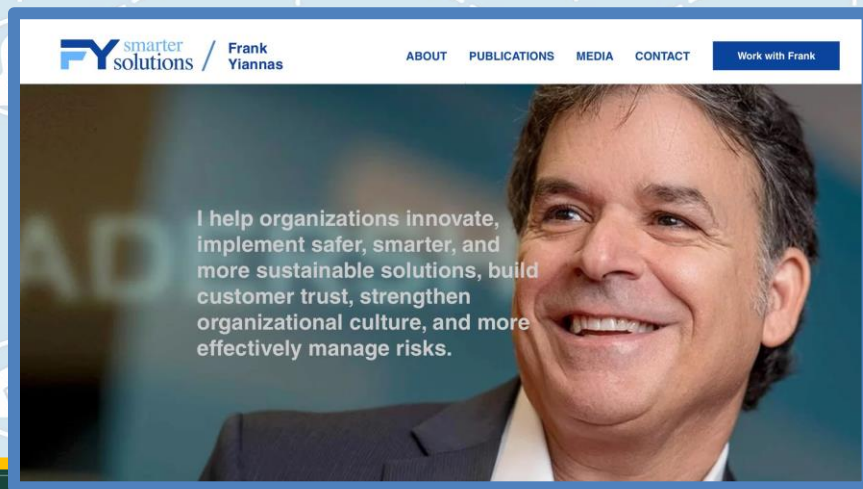 FY smarter solutions / Frank Yiannas
ABOUT PUBLICATIONS MEDIA CONTACT Work with Frank
I help organizations innovate,
implement safer, smarter, and
more sustainable solutions, build
customer trust, strengthen
organizational culture, and more
effectively manage risks.